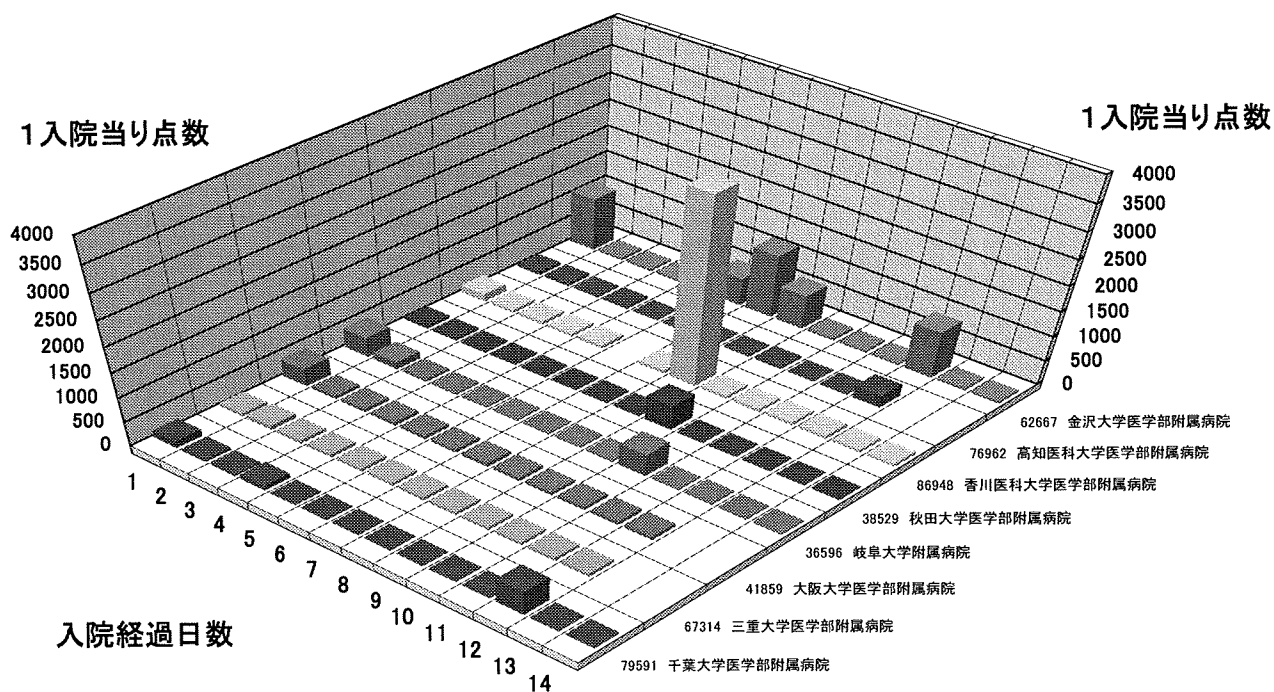 1入院当り点数
1入院当り点数
4000
3500
3000
2500
2000
1500
1000
500
0
4000
3500
3000
2500
2000
1500
1000
500
0
1
2
3
4
5
6
7
8
9
10
11
12
13
14
入院経過日数
62667 金沢大学医学部附属病院
76962 高知医科大学医学部附属病院
86948 香川医科大学医学部附属病院
38529 秋田大学医学部附属病院
36596 岐阜大学附属病院
41859 大阪大学医学部附属病院
67314 三重大学医学部附属病院
79591 千葉大学医学部附属病院